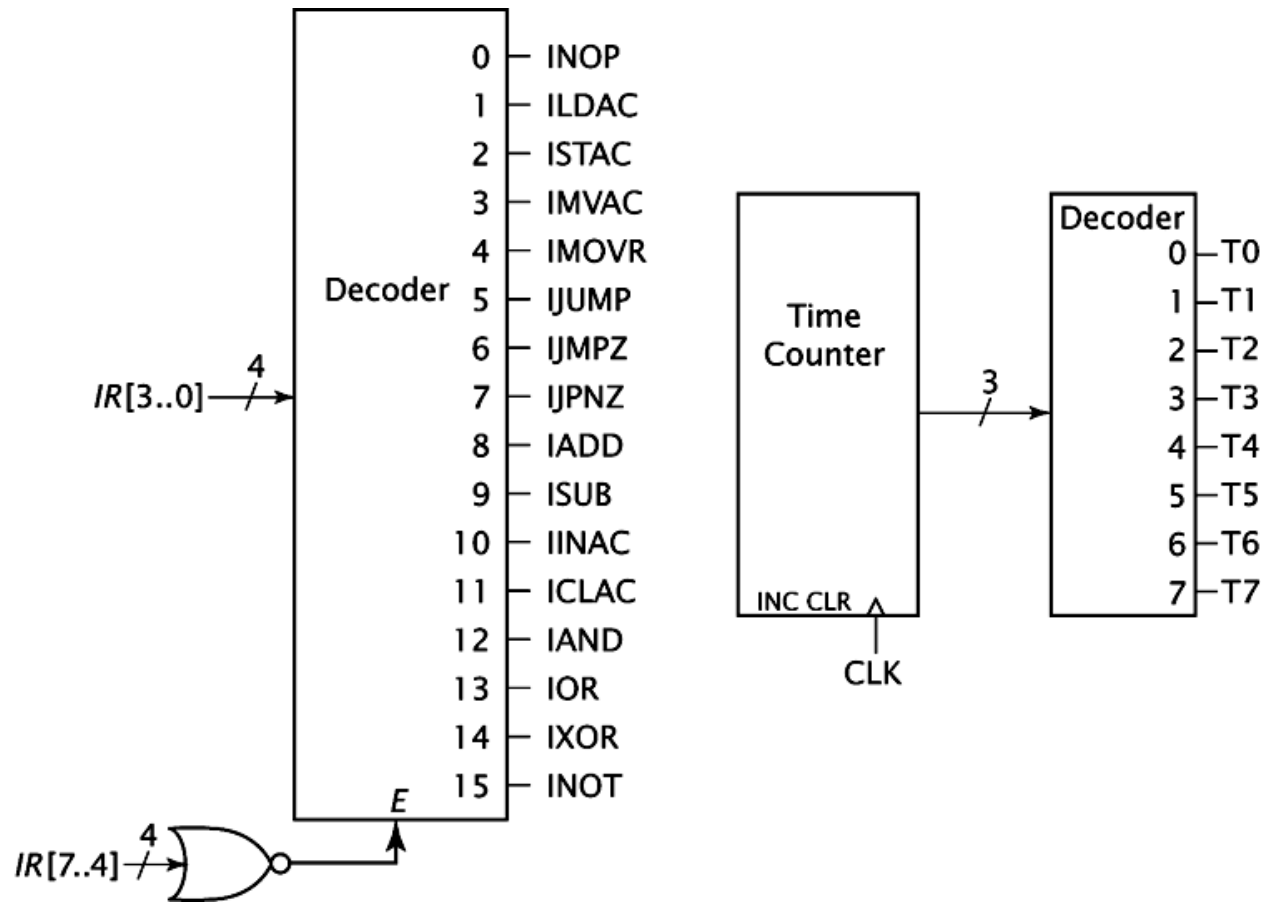 0 INOP
1 ILDAC
2 ISTAC
3 IMVAC
4 IMOVR
Decoder
5 IJUMP
6 IJMPZ
7 IJPNZ
8 IADD
9 ISUB
10 IINAC
11 ICLAC
12 IAND
13 IOR
14 IXOR
15 INOT
E
4
IR[3..0]
4
IR[7..4]
Time
Counter
INC CLR
CLK
3
Decoder
0 T0
1 T1
2 T2
3 T3
4 T4
5 T5
6 T6
7 T7